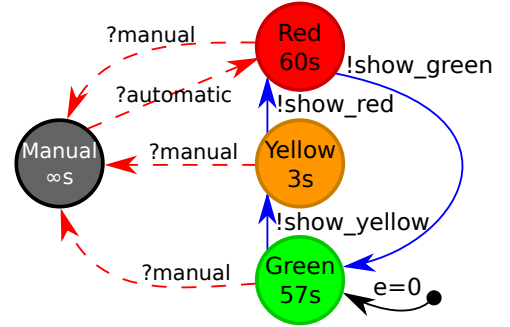 ?manual
Red
60s
!show_green
?automatic
!show_red
Manual
∞s
?manual
Yellow
3s
!show_yellow
?manual
Green
57s
e=0